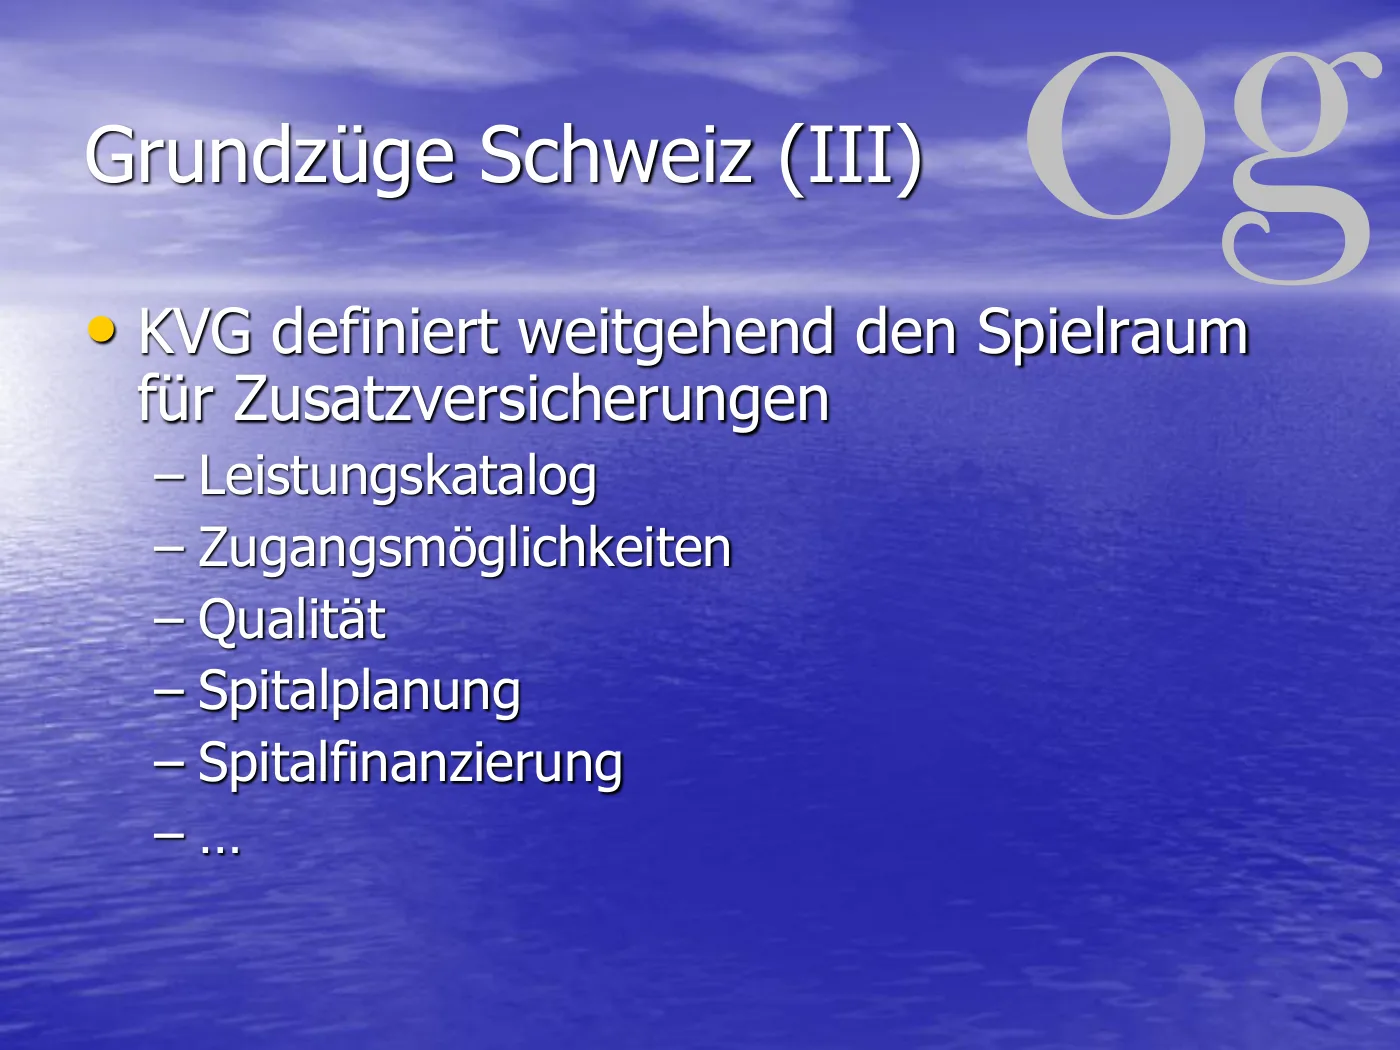 og
Grundzüge Schweiz (III)
• KVG definiert weitgehend den Spielraum
für Zusatzversicherungen
– Leistungskatalog
– Zugangsmöglichkeiten
– Qualität
– Spitalplanung
– Spitalfinanzierung
– ...